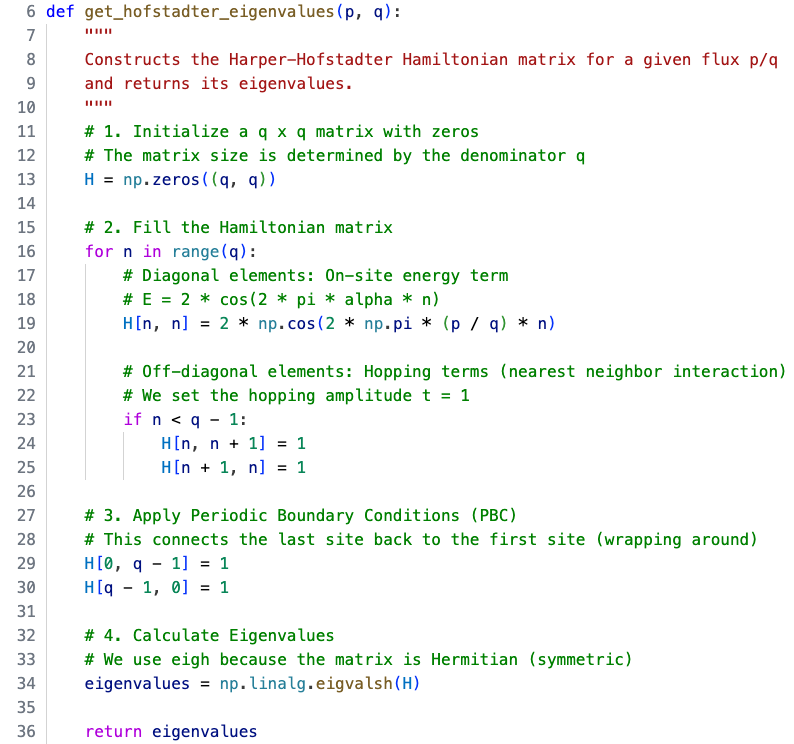 6 def get_hofstadter_eigenvalues(p, q):
7     """
8     Constructs the Harper-Hofstadter Hamiltonian matrix for a given flux p/q
9     and returns its eigenvalues.
10     """
11     # 1. Initialize a q x q matrix with zeros
12     # The matrix size is determined by the denominator q
13     H = np.zeros((q, q))
14
15     # 2. Fill the Hamiltonian matrix
16     for n in range(q):
17         # Diagonal elements: On-site energy term
18         # E = 2 * cos(2 * pi * alpha * n)
19         H[n, n] = 2 * np.cos(2 * np.pi * (p / q) * n)
20
21         # Off-diagonal elements: Hopping terms (nearest neighbor interaction)
22         # We set the hopping amplitude t = 1
23         if n < q - 1:
24             H[n, n + 1] = 1
25             H[n + 1, n] = 1
26
27     # 3. Apply Periodic Boundary Conditions (PBC)
28     # This connects the last site back to the first site (wrapping around)
29     H[0, q - 1] = 1
30     H[q - 1, 0] = 1
31
32     # 4. Calculate Eigenvalues
33     # We use eigh because the matrix is Hermitian (symmetric)
34     eigenvalues = np.linalg.eigvalsh(H)
35
36     return eigenvalues